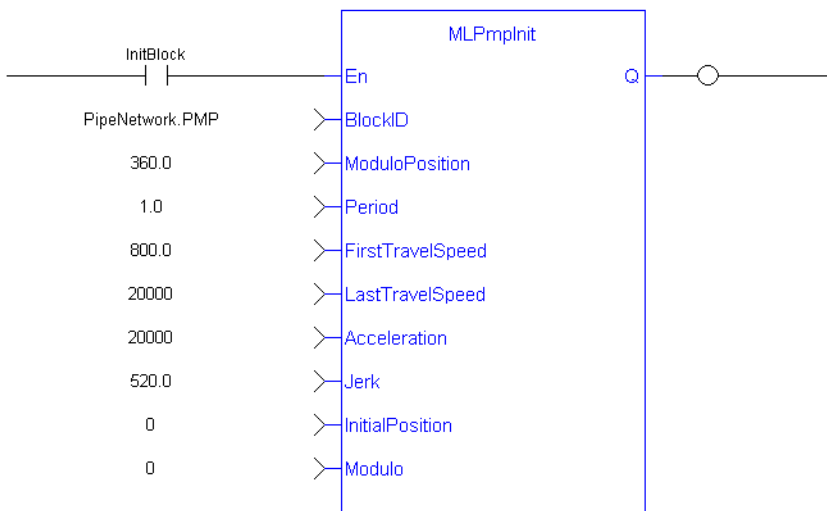 MLPmpInit
InitBlock
En Q
PipeNetwork.PMP BlockID
360.0 ModuloPosition
1.0 Period
800.0 FirstTravelSpeed
20000 LastTravelSpeed
20000 Acceleration
520.0 Jerk
0 InitialPosition
0 Modulo